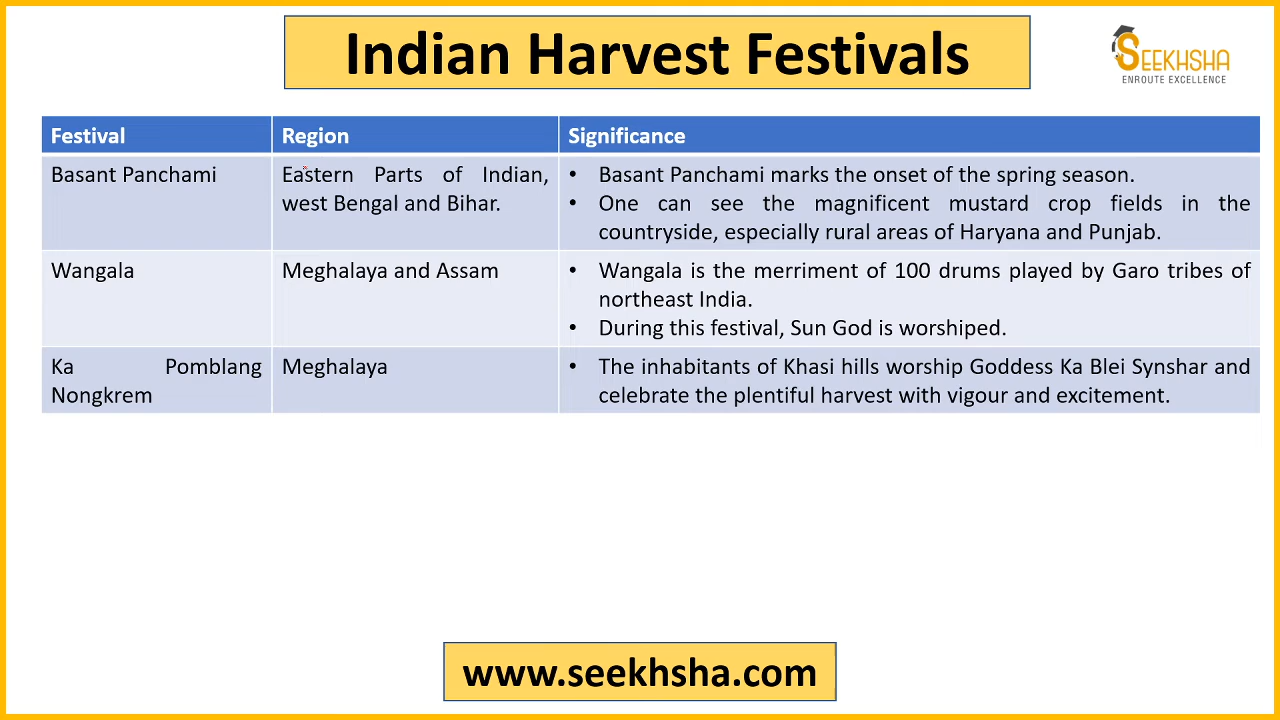 Indian Harvest Festivals
SEEKHSHA
ENROUTE EXCELLENCE
Festival
Region
Significance
Basant Panchami
Eastern Parts of Indian,
west Bengal and Bihar.
• Basant Panchami marks the onset of the spring season.
• One can see the magnificent mustard crop fields in the
countryside, especially rural areas of Haryana and Punjab.
Wangala
Meghalaya and Assam
• Wangala is the merriment of 100 drums played by Garo tribes of
northeast India.
• During this festival, Sun God is worshiped.
Ka Pomblang
Nongkrem
Meghalaya
• The inhabitants of Khasi hills worship Goddess Ka Blei Synshar and
celebrate the plentiful harvest with vigour and excitement.
www.seekhsha.com